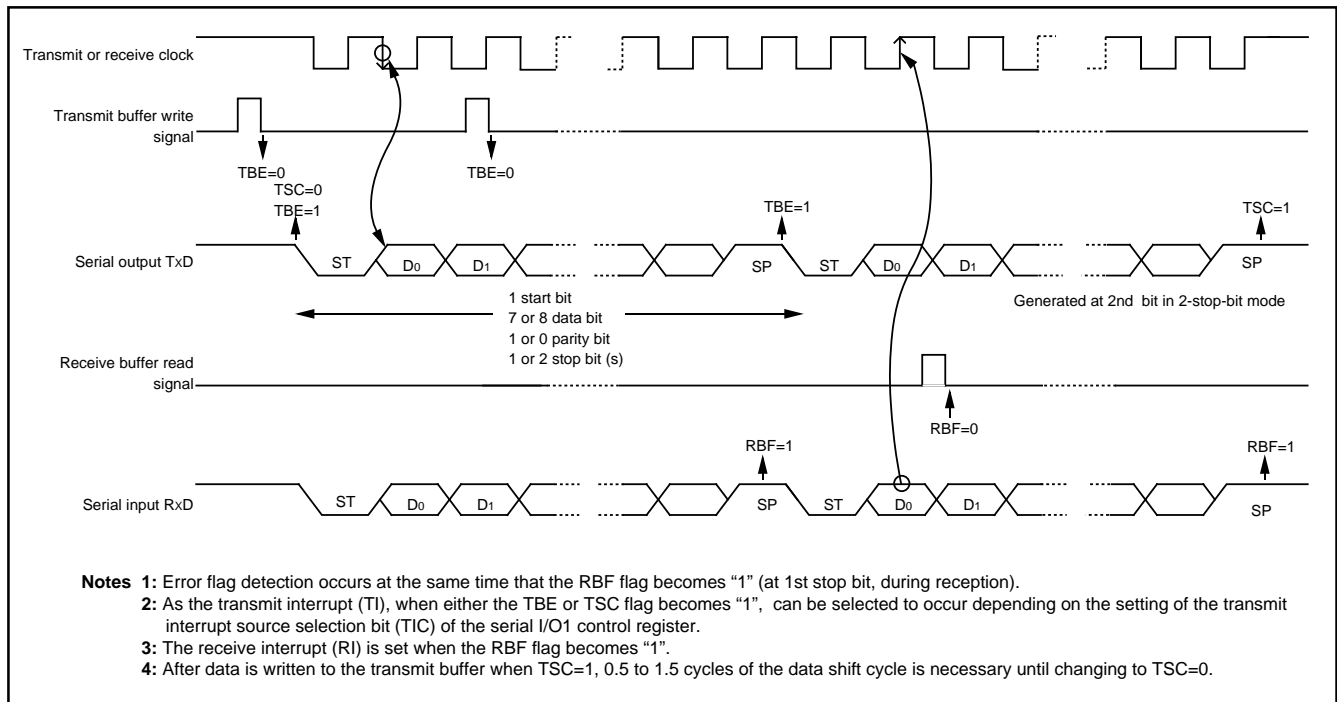 Transmit or receive clock
Transmit buffer write
signal
TBE=0
TBE=0
TSC=0
TBE=1
TBE=1
TSC=1
Serial output TXD
ST
D0
D1
SP
ST
D0
D1
SP
1 start bit
7 or 8 data bit
1 or 0 parity bit
1 or 2 stop bit (s)
Generated at 2nd bit in 2-stop-bit mode
Receive buffer read
signal
RBF=0
RBF=1
RBF=1
Serial input RXD
ST
D0
D1
SP
ST
D0
D1
SP
Notes 1: Error flag detection occurs at the same time that the RBF flag becomes “1” (at 1st stop bit, during reception).
2: As the transmit interrupt (TI), when either the TBE or TSC flag becomes “1”, can be selected to occur depending on the setting of the transmit
interrupt source selection bit (TIC) of the serial I/O1 control register.
3: The receive interrupt (RI) is set when the RBF flag becomes “1”.
4: After data is written to the transmit buffer when TSC=1, 0.5 to 1.5 cycles of the data shift cycle is necessary until changing to TSC=0.